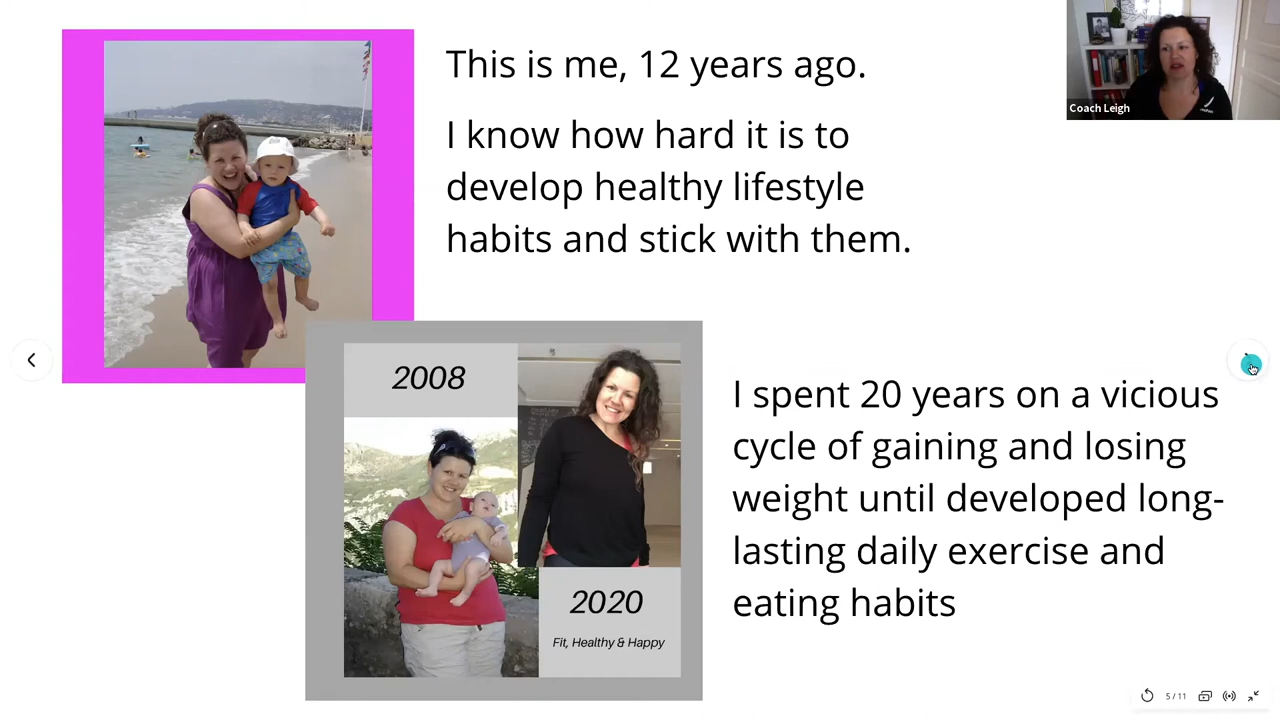 This is me, 12 years ago.
I know how hard it is to
develop healthy lifestyle
habits and stick with them.
Coach Leigh
2008
2020
Fit, Healthy & Happy
I spent 20 years on a vicious
cycle of gaining and losing
weight until developed long-
lasting daily exercise and
eating habits
5 / 11